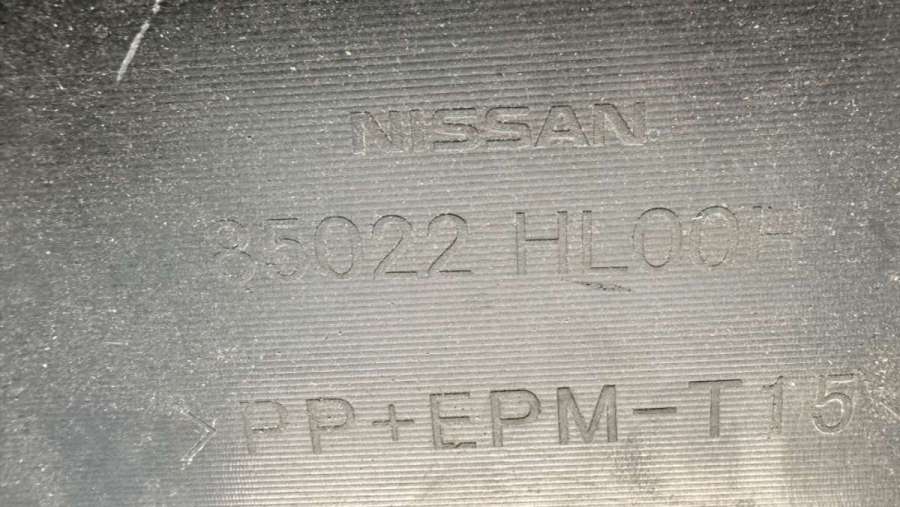 NISSAN
85022 HL00H
>PP+EPM-T15<